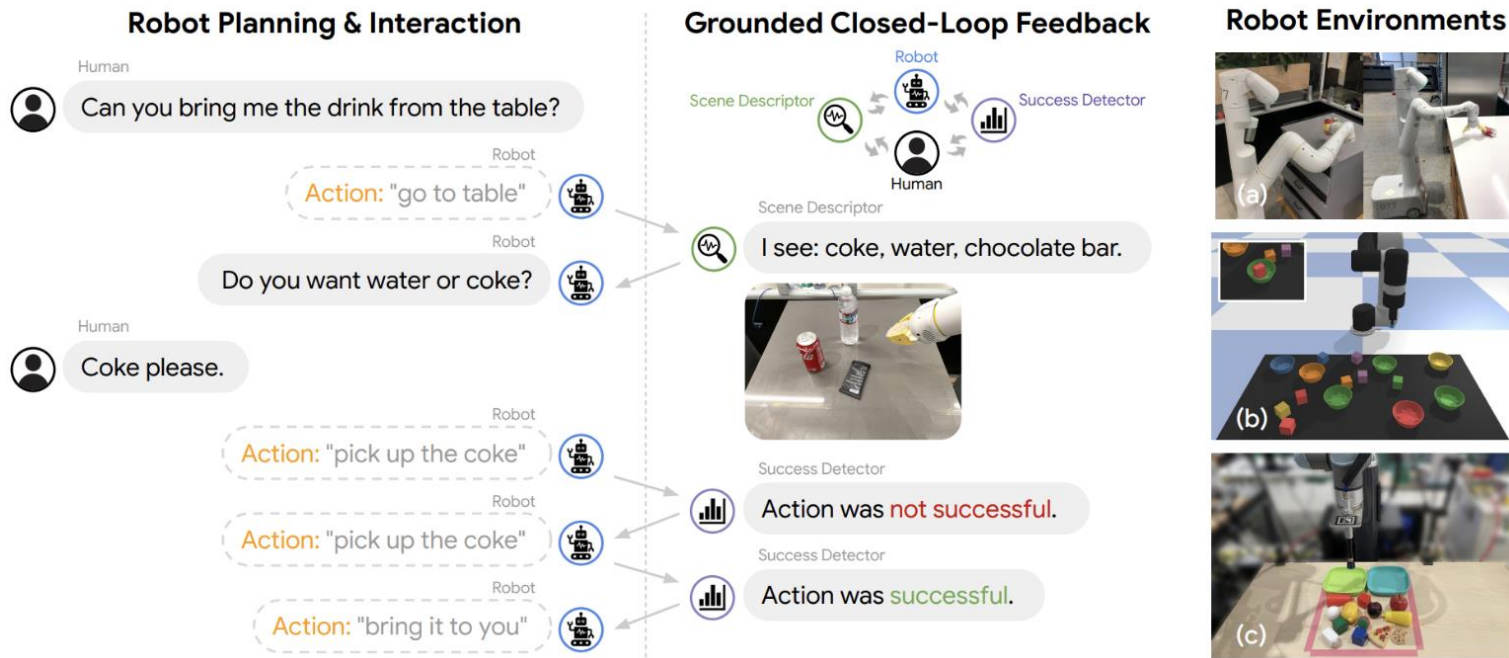 Robot Planning & Interaction
Human
Can you bring me the drink from the table?
Robot
Action: "go to table"
Robot
Do you want water or coke?
Human
Coke please.
Robot
Action: "pick up the coke"
Robot
Action: "pick up the coke"
Robot
Action: "bring it to you"
Grounded Closed-Loop Feedback
Robot
Scene Descriptor
Success Detector
Human
Scene Descriptor
I see: coke, water, chocolate bar.
Success Detector
Action was not successful.
Success Detector
Action was successful.
Robot Environments
(a)
(b)
(c)